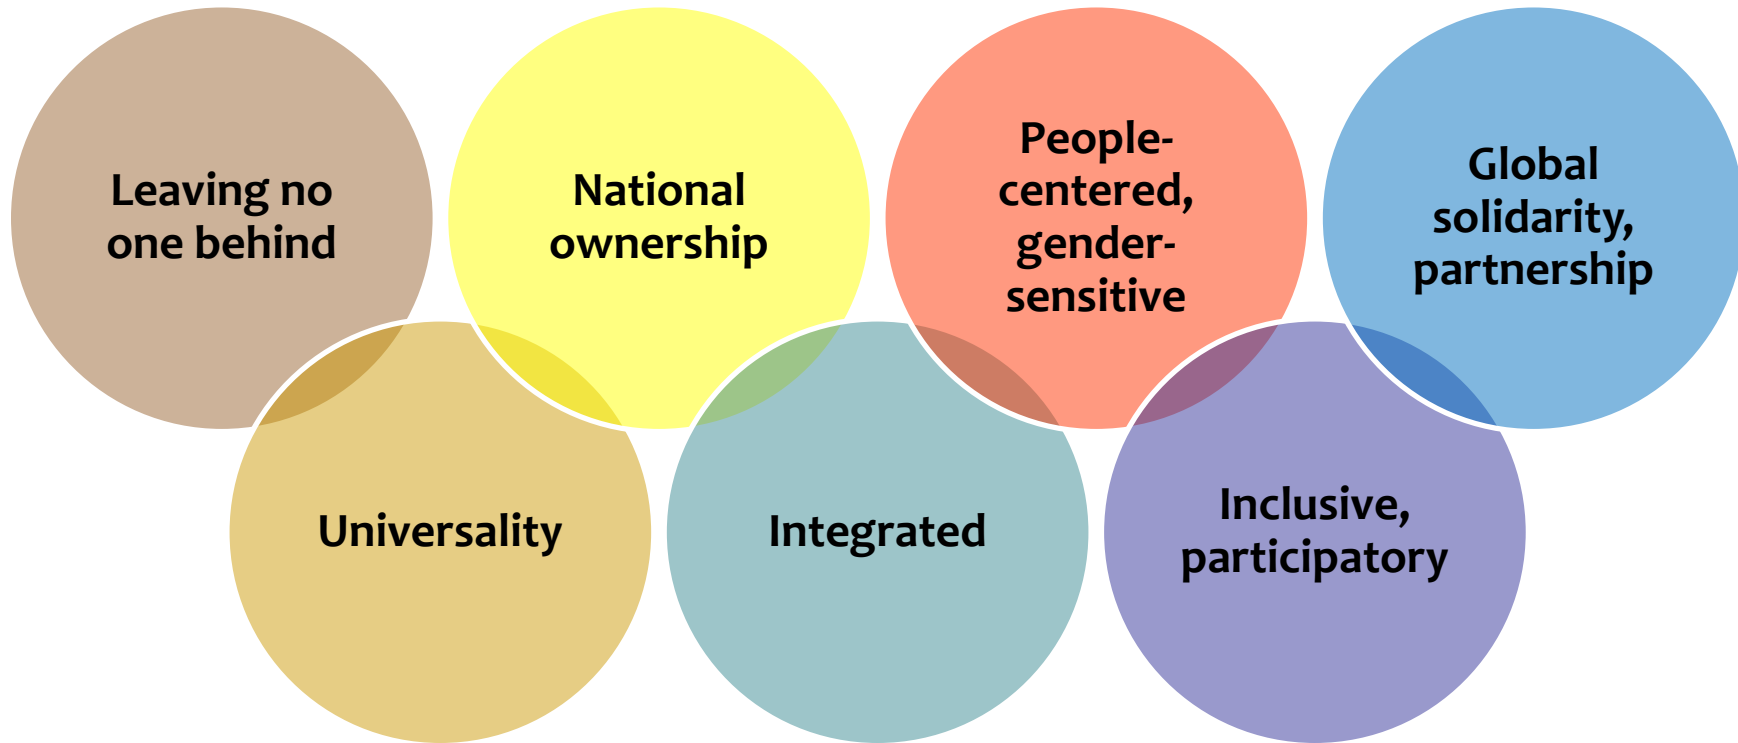 Leaving no
one behind
National
ownership
People-
centered,
gender-
sensitive
Global
solidarity,
partnership
Universality
Integrated
Inclusive,
participatory